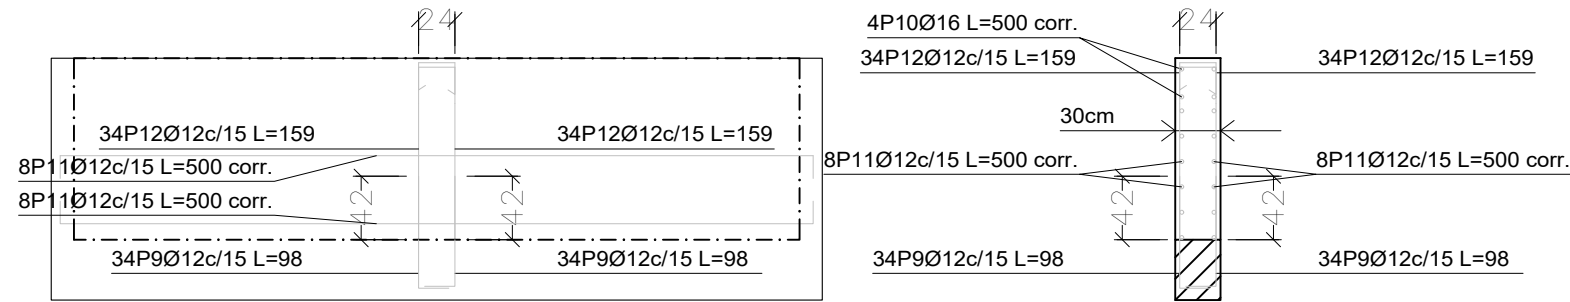 24
34P12Ø12c/15 L=159
34P12Ø12c/15 L=159
8P11Ø12c/15 L=500 corr.
8P11Ø12c/15 L=500 corr.
42
42
34P9Ø12c/15 L=98
34P9Ø12c/15 L=98
24
4P10Ø16 L=500 corr.
34P12Ø12c/15 L=159
34P12Ø12c/15 L=159
30cm
8P11Ø12c/15 L=500 corr.
8P11Ø12c/15 L=500 corr.
42
42
34P9Ø12c/15 L=98
34P9Ø12c/15 L=98